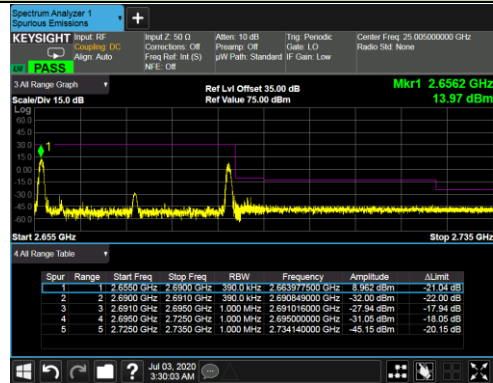 Spectrum Analyzer 1
Spurious Emissions
KEYSIGHT Input: RF Input Z: 50 Ω Atten: 10 dB Trig: Periodic Center Freq: 25.005000000 GHz
Coupling: DC Corrections: Off Preamp: Off Gate: LO Radio Std: None
Align: Auto Freq Ref: Int (S) µW Path: Standard IF Gain: Low
NFE: Off
PASS
3 All Range Graph
Ref Lvl Offset 35.00 dB Mkr1 2.6562 GHz
Scale/Div 15.0 dB Ref Value 75.00 dBm 13.97 dBm
Log
60.0
45.0
30.0
15.0
0.00
-15.0
-30.0
-45.0
-60.0
1
Start 2.655 GHz Stop 2.735 GHz
4 All Range Table
Spur Range Start Freq Stop Freq RBW Frequency Amplitude ΔLimit
1 1 2.6550 GHz 2.6900 GHz 390.0 kHz 2.663977500 GHz 8.962 dBm -21.04 dB
2 2 2.6900 GHz 2.6910 GHz 390.0 kHz 2.690849000 GHz -32.00 dBm -22.00 dB
3 3 2.6910 GHz 2.6950 GHz 1.000 MHz 2.691016000 GHz -27.94 dBm -17.94 dB
4 4 2.6950 GHz 2.7250 GHz 1.000 MHz 2.695000000 GHz -31.05 dBm -18.05 dB
5 5 2.7250 GHz 2.7350 GHz 1.000 MHz 2.734140000 GHz -45.15 dBm -20.15 dB
Jul 03, 2020
3:30:03 AM